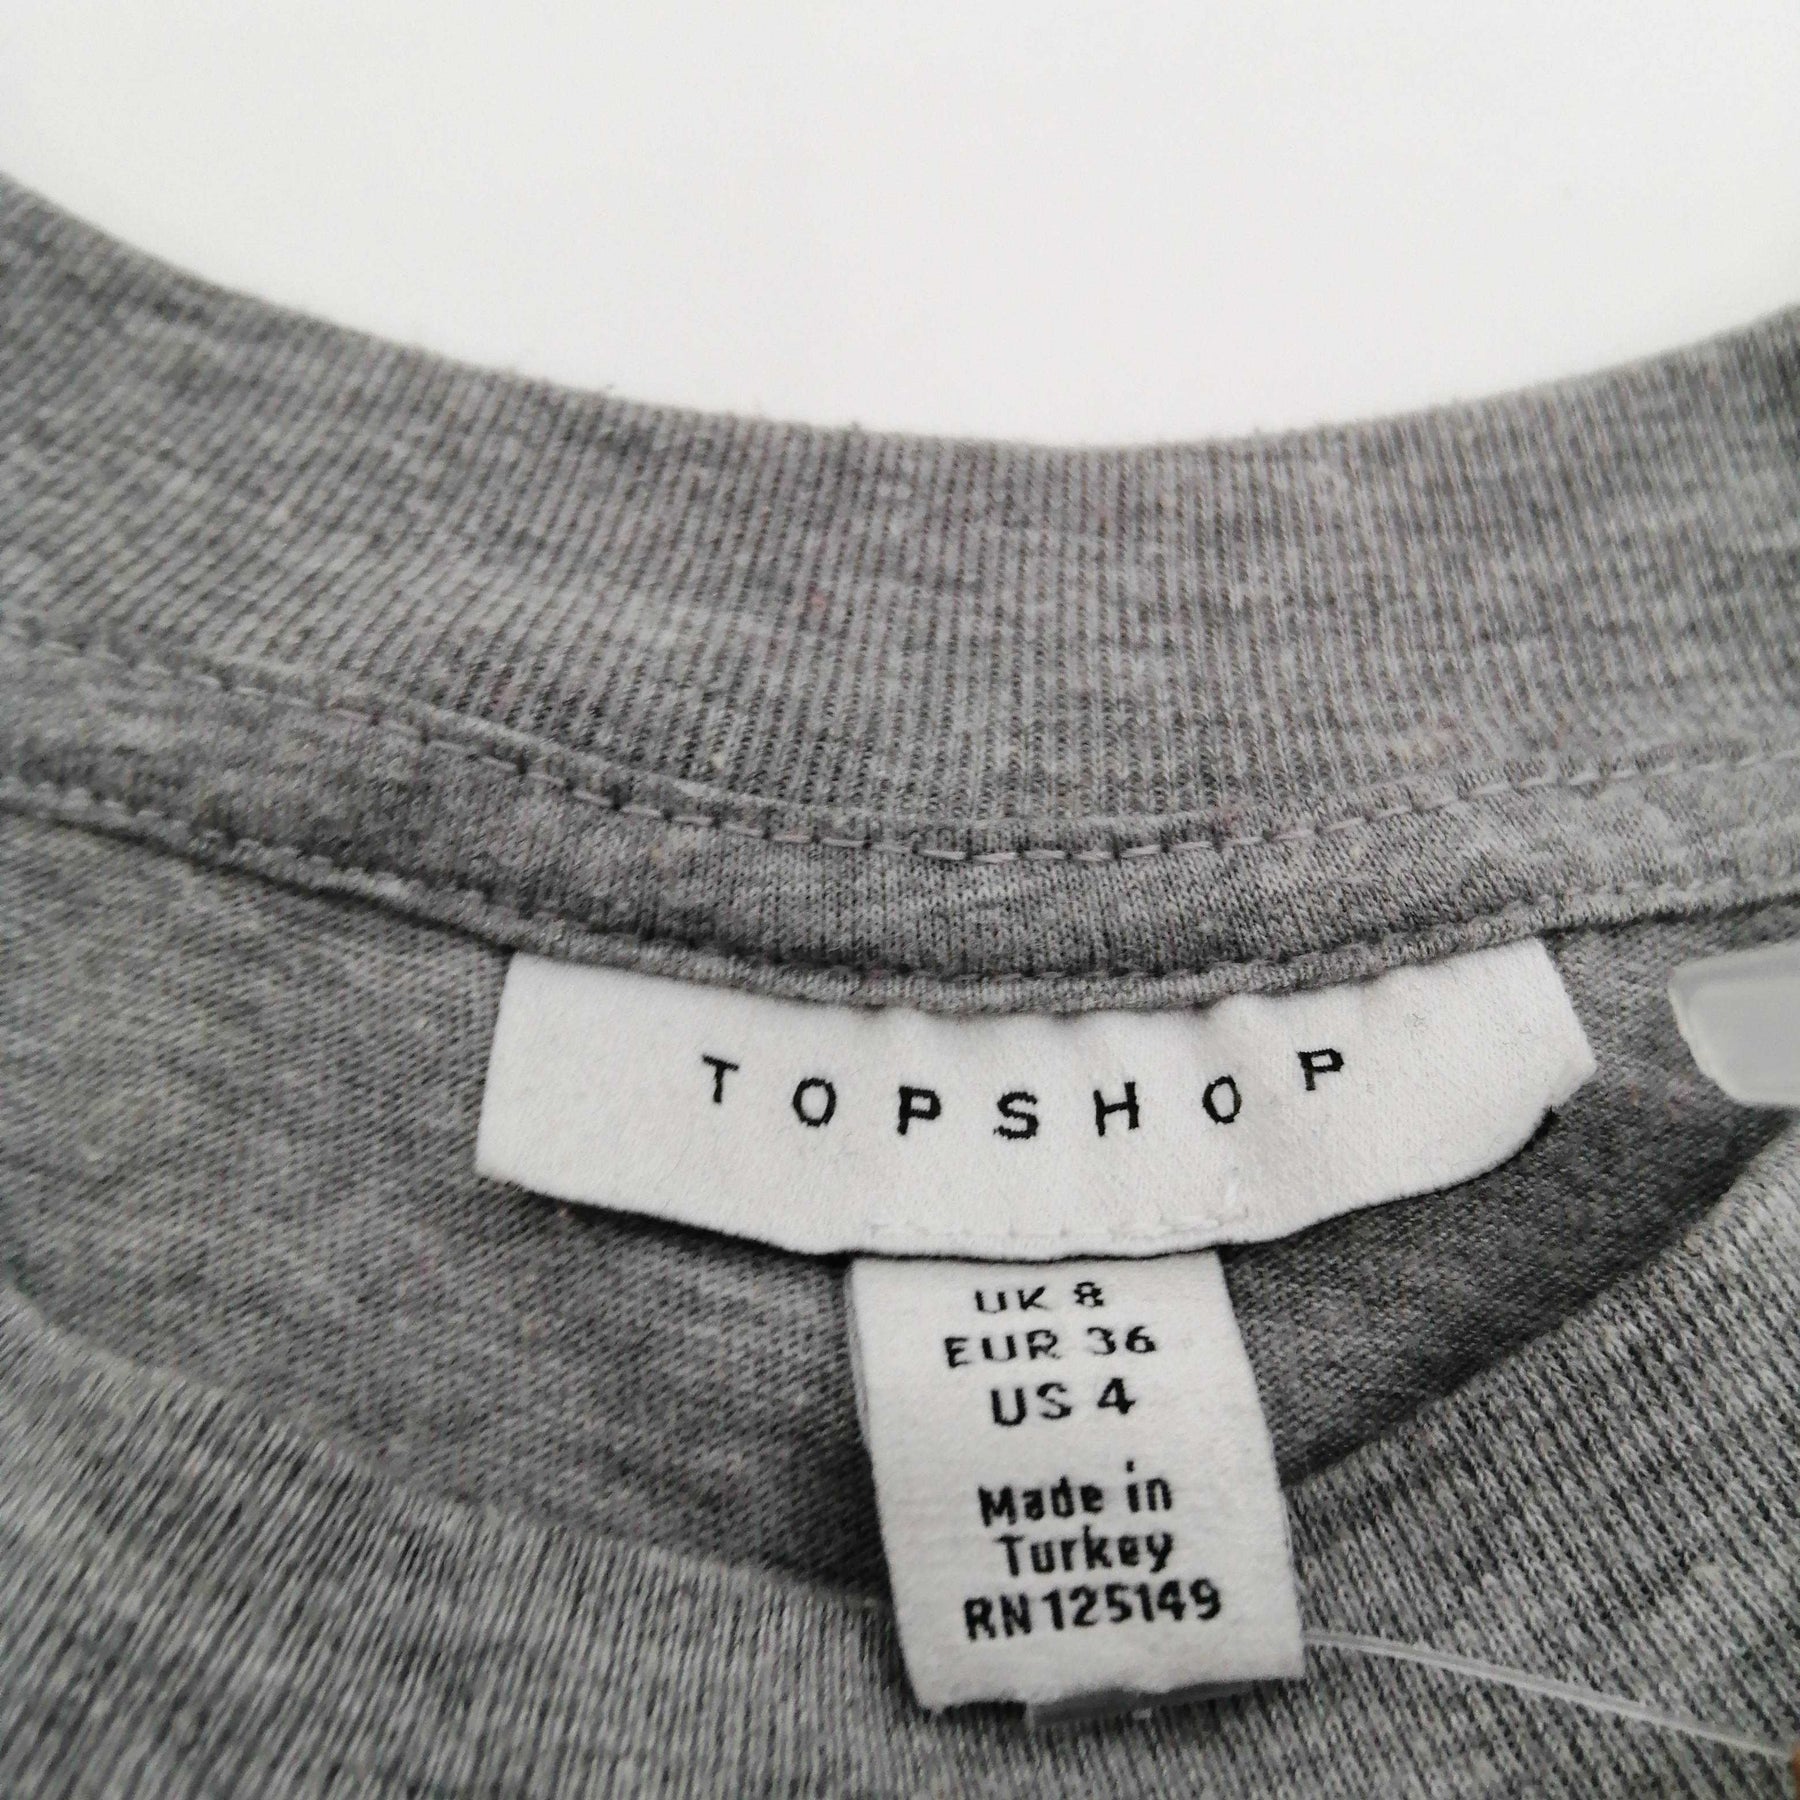 TOPSHOP
UK 8
EUR 36
US 4
Made in
Turkey
RN 125149